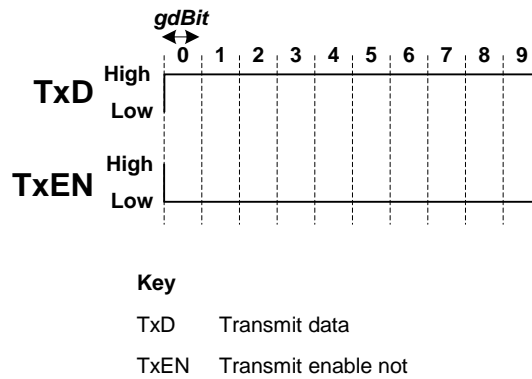 gdBit
0 1 2 3 4 5 6 7 8 9
High
TxD
Low
High
TxEN
Low
Key
TxD Transmit data
TxEN Transmit enable not